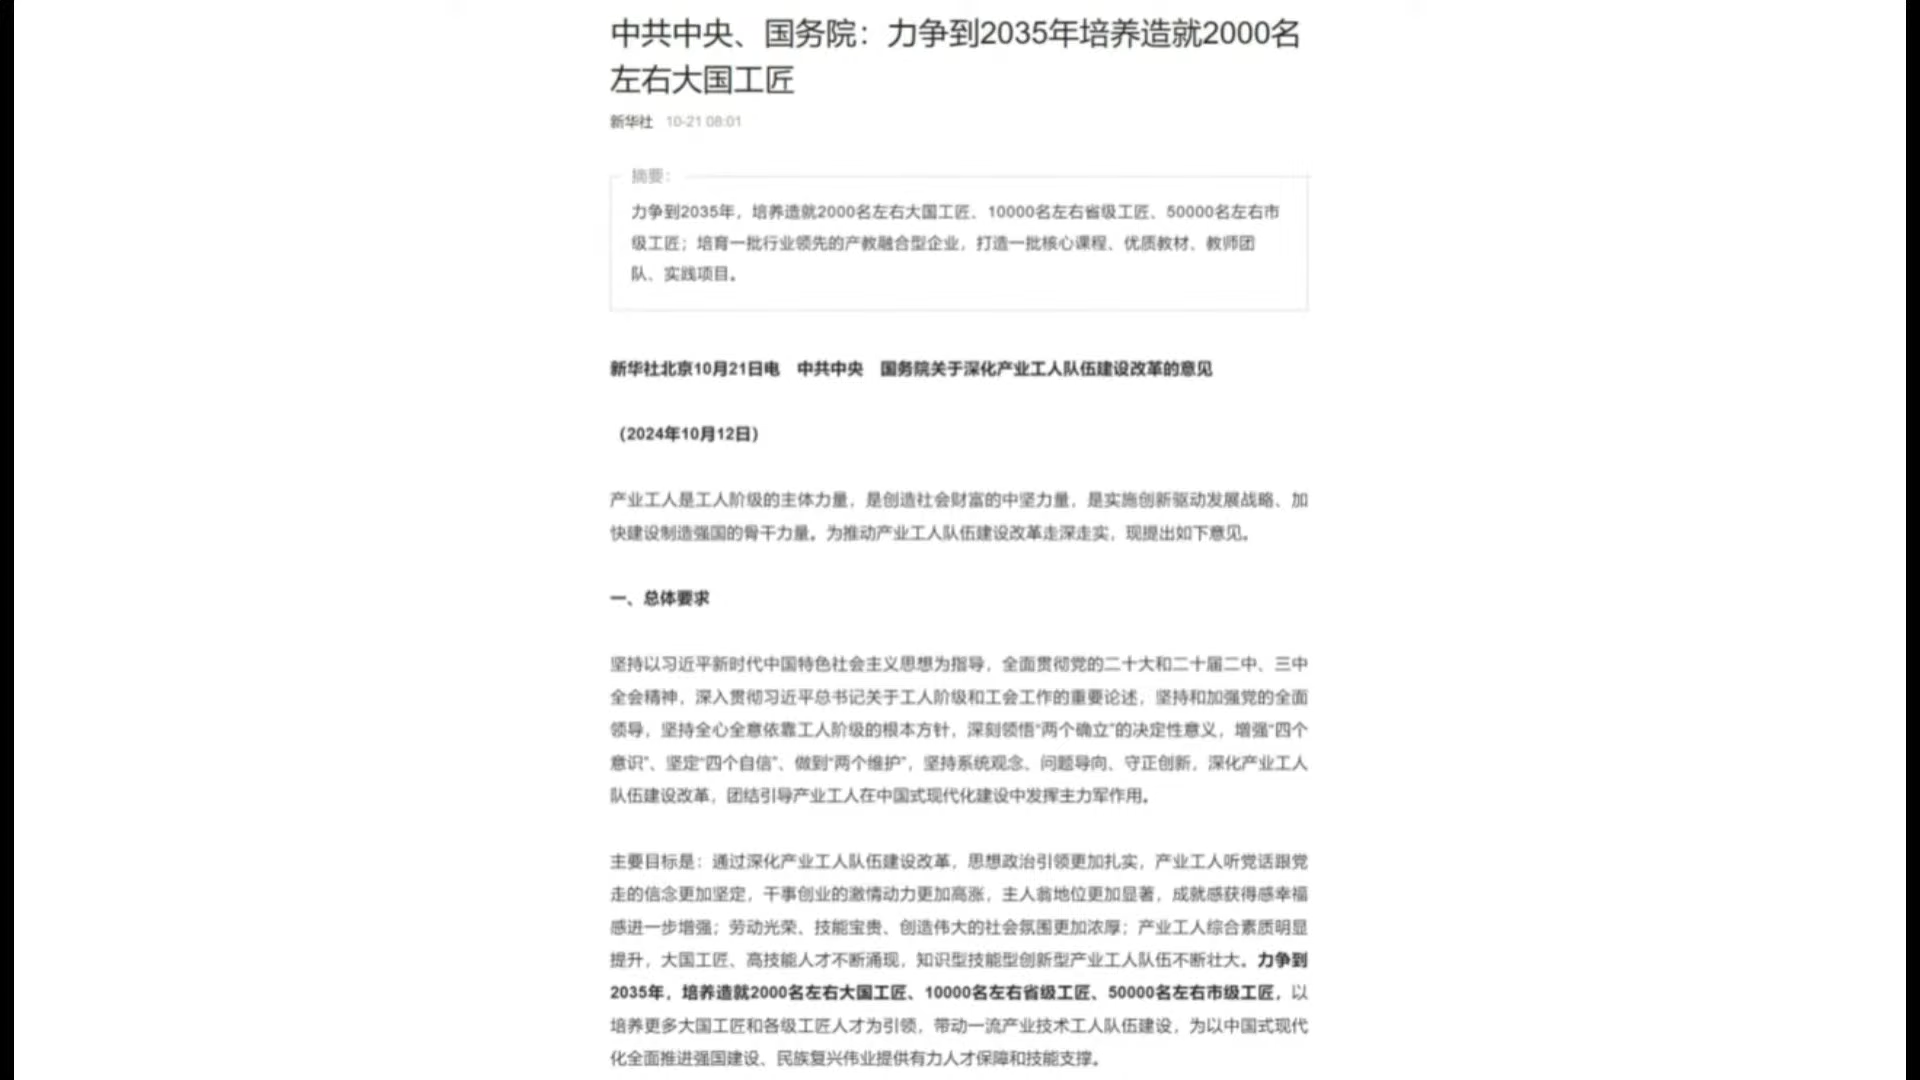 中共中央、国务院：力争到2035年培养造就2000名
左右大国工匠
新华社 10-21 08:01
摘要：
力争到2035年，培养造就2000名左右大国工匠、10000名左右省级工匠、50000名左右市
级工匠；培育一批行业领先的产教融合型企业，打造一批核心课程、优质教材、教师团
队、实践项目。
新华社北京10月21日电 中共中央 国务院关于深化产业工人队伍建设改革的意见
（2024年10月12日）
产业工人是工人阶级的主体力量，是创造社会财富的中坚力量，是实施创新驱动发展战略、加
快建设制造强国的骨干力量。为推动产业工人队伍建设改革走深走实，现提出如下意见。
一、总体要求
坚持以习近平新时代中国特色社会主义思想为指导，全面贯彻党的二十大和二十届二中、三中
全会精神，深入贯彻习近平总书记关于工人阶级和工会工作的重要论述，坚持和加强党的全面
领导，坚持全心全意依靠工人阶级的根本方针，深刻领悟“两个确立”的决定性意义，增强“四个
意识”、坚定“四个自信”、做到“两个维护”，坚持系统观念、问题导向、守正创新，深化产业工人
队伍建设改革，团结引导产业工人在中国式现代化建设中发挥主力军作用。
主要目标是：通过深化产业工人队伍建设改革，思想政治引领更加扎实，产业工人听党话跟党
走的信念更加坚定，干事创业的激情动力更加高涨，主人翁地位更加显著，成就感获得感幸福
感进一步增强；劳动光荣、技能宝贵、创造伟大的社会氛围更加浓厚；产业工人综合素质明显
提升，大国工匠、高技能人才不断涌现，知识型技能型创新型产业工人队伍不断壮大。力争到
2035年，培养造就2000名左右大国工匠、10000名左右省级工匠、50000名左右市级工匠，以
培养更多大国工匠和各级工匠人才为引领，带动一流产业技术工人队伍建设，为以中国式现代
化全面推进强国建设、民族复兴伟业提供有力人才保障和技能支撑。